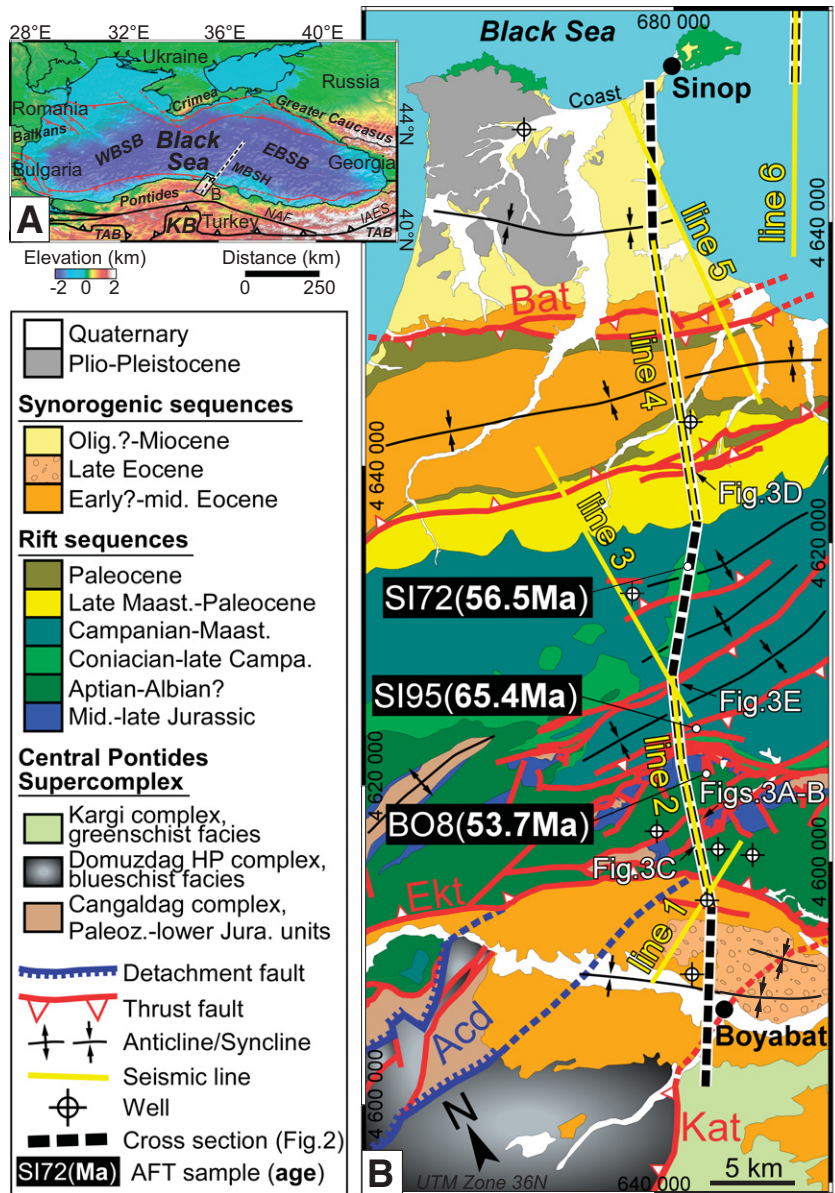 Ukraine
Russia
Romania
Crimea
Greater Caucasus
Balkans
WBSB
Black
Sea
EBSB
Bulgaria
Georgia
MBSH
Pontides
B
NAF
IAES
TAB
KB
Turkey
TAB
A
36°E
40°E
32°E
28°E
44°N
40°N
Elevation (km)
-2 0 2
Distance (km)
0 250
Quaternary
Plio-Pleistocene
Synorogenic sequences
Olig.?-Miocene
Late Eocene
Early?-mid. Eocene
Rift sequences
Paleocene
Late Maast.-Paleocene
Campanian-Maast.
Coniacian-late Campa.
Aptian-Albian?
Mid.-late Jurassic
Central Pontides
Supercomplex
Kargi complex,
greenschist facies
Domuzdag HP complex,
blueschist facies
Cangaldag complex,
Paleoz.-lower Jura. units
Detachment fault
Thrust fault
Anticline/Syncline
Seismic line
Well
Cross section (Fig.2)
SI72(Ma) AFT sample (age)
680 000
Black Sea
Sinop
Coast
line 5
line 6
4 640 000
Bat
line 4
4 640 000
Fig.3D
line 3
4 620 000
SI72(56.5Ma)
SI95(65.4Ma)
Fig.3E
line 2
4 620 000
Figs.3A-B
BO8(53.7Ma)
Fig.3C
4 600 000
Ekt
line 1
Acd
Boyabat
4 600 000
N
Kat
B
UTM Zone 36N
640 000
5 km